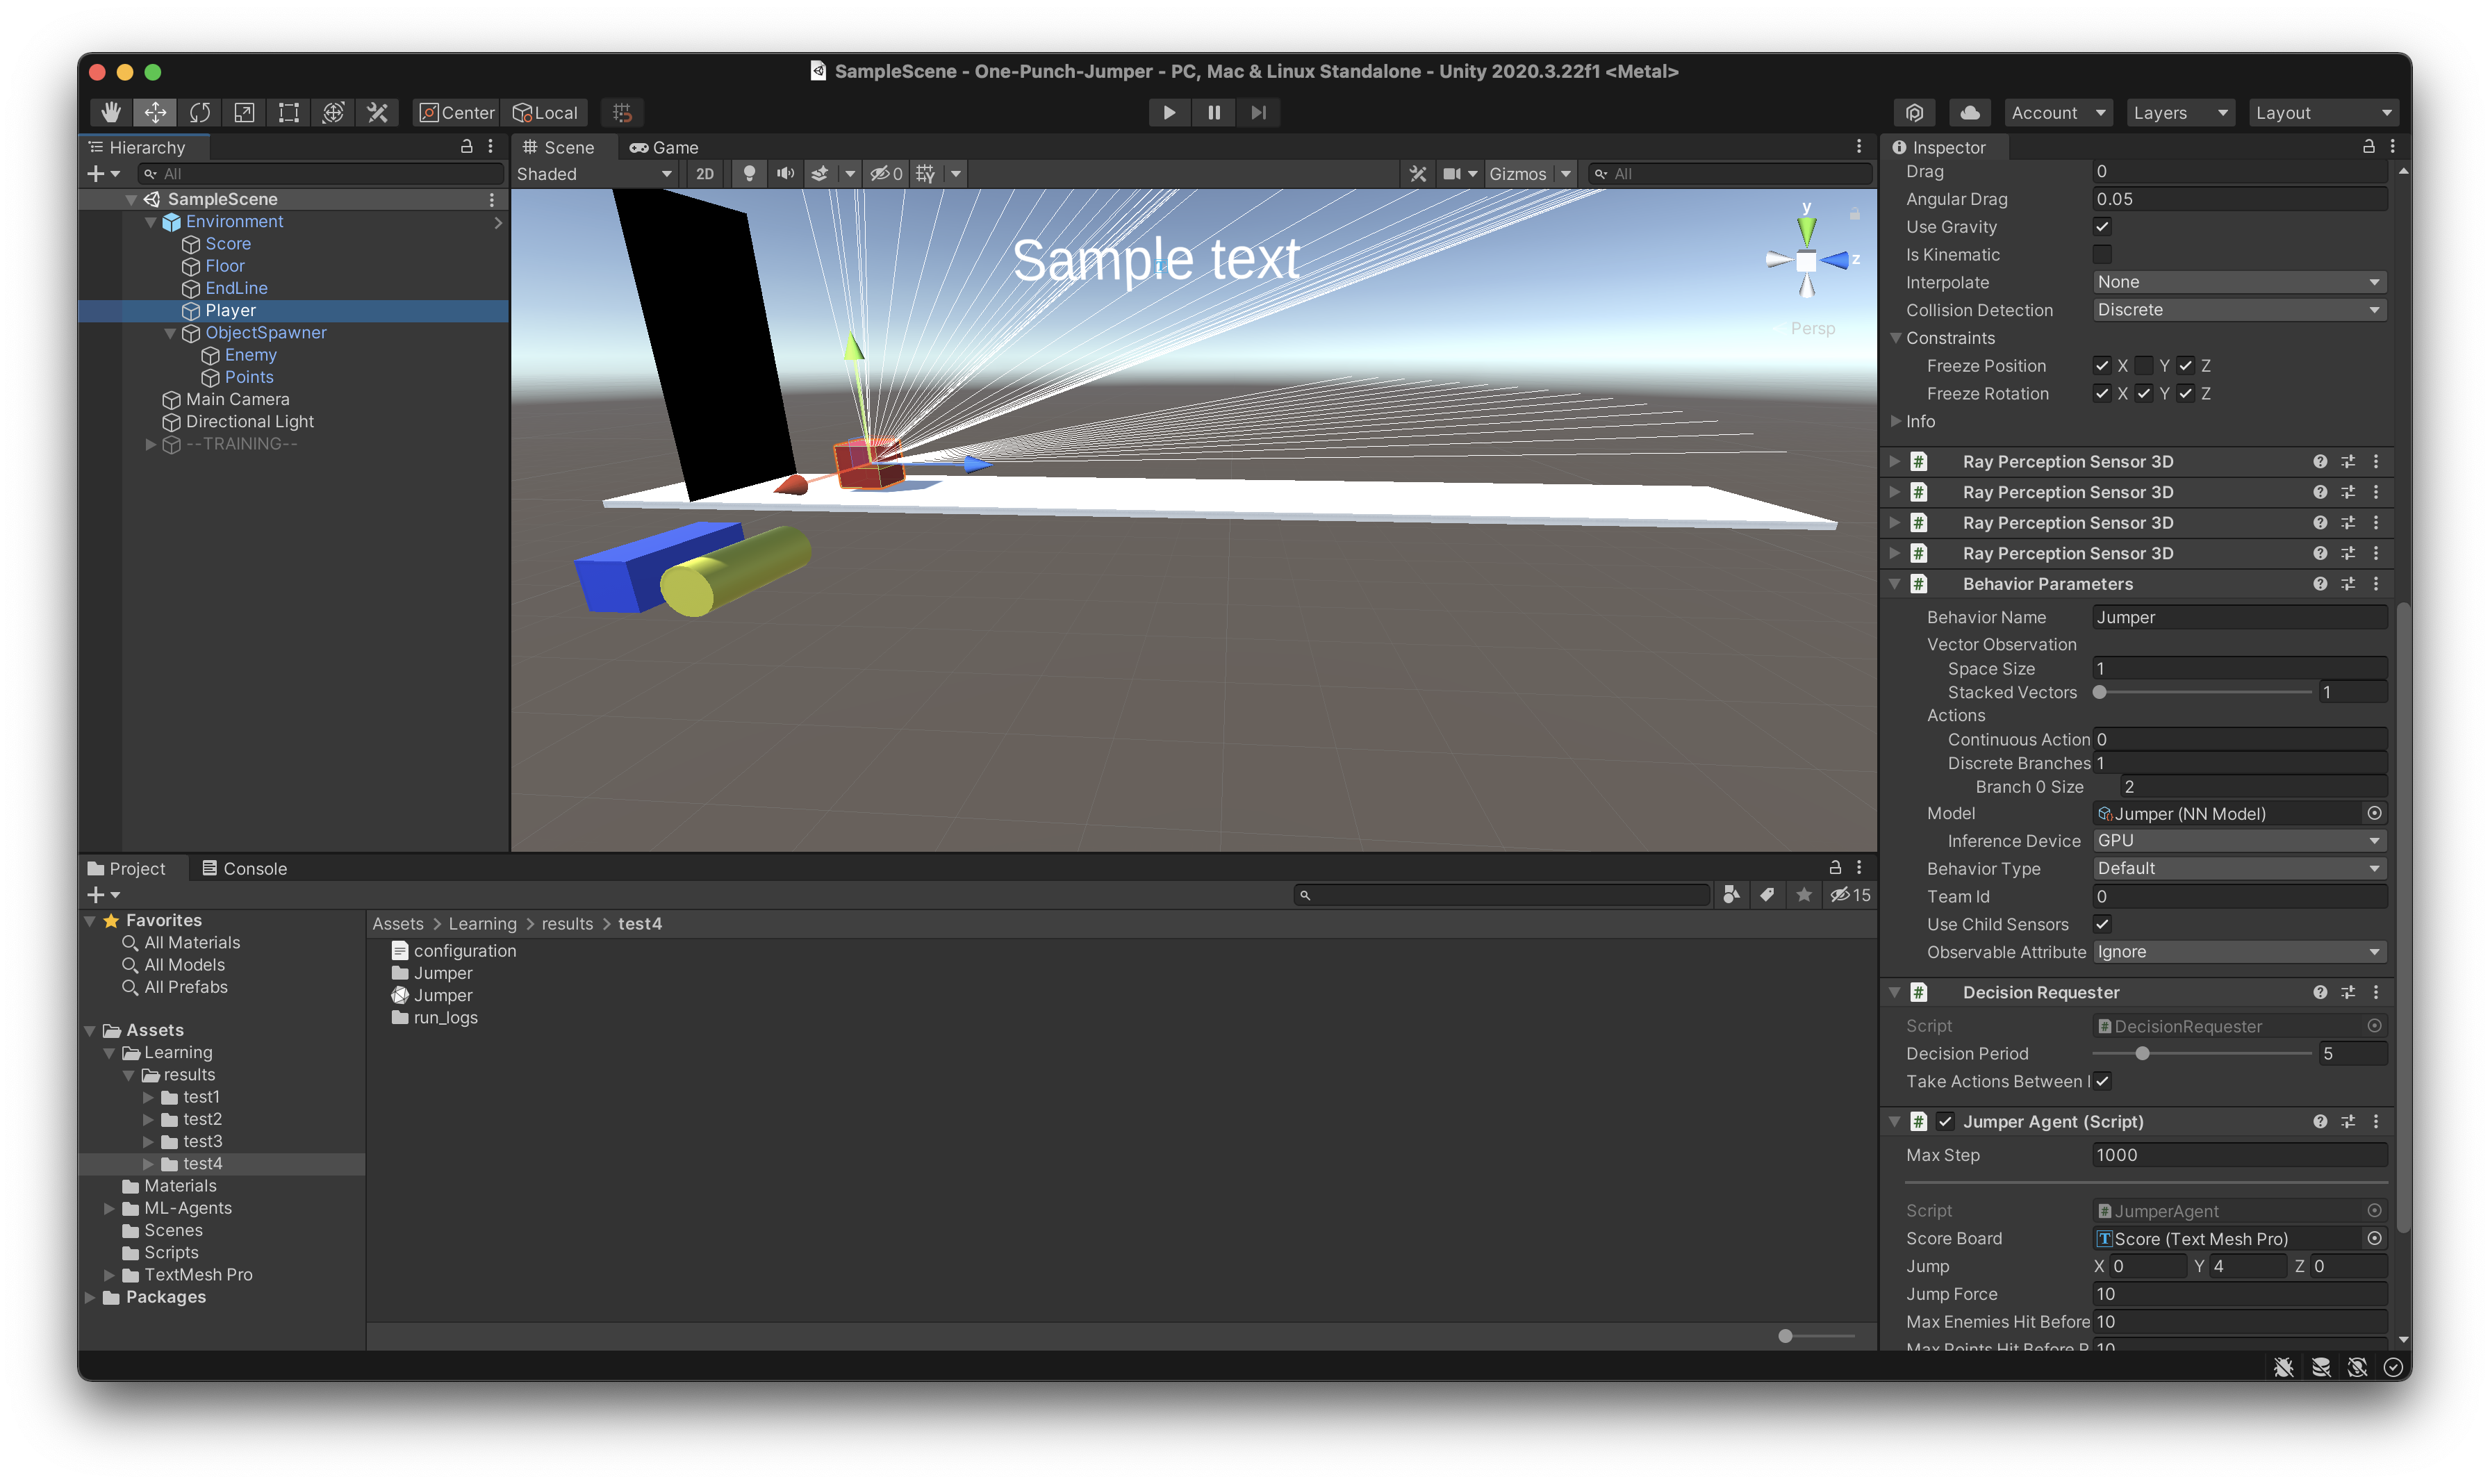 SampleScene - One-Punch-Jumper - PC, Mac & Linux Standalone - Unity 2020.3.22f1 <Metal>
Center Local
Account Layers Layout
Hierarchy
All
SampleScene
Environment
Score
Floor
EndLine
Player
ObjectSpawner
Enemy
Points
Main Camera
Directional Light
--TRAINING--
Scene Game
Shaded 2D 0 Gizmos All
Sample text
y
z
Persp
Project Console
15
Favorites
All Materials
All Models
All Prefabs
Assets
Learning
results
test1
test2
test3
test4
Materials
ML-Agents
Scenes
Scripts
TextMesh Pro
Packages
Assets > Learning > results > test4
configuration
Jumper
Jumper
run_logs
Inspector
Drag 0
Angular Drag 0.05
Use Gravity
Is Kinematic
Interpolate None
Collision Detection Discrete
Constraints
Freeze Position X Y Z
Freeze Rotation X Y Z
Info
# Ray Perception Sensor 3D
# Ray Perception Sensor 3D
# Ray Perception Sensor 3D
# Ray Perception Sensor 3D
# Behavior Parameters
Behavior Name Jumper
Vector Observation
Space Size 1
Stacked Vectors 1
Actions
Continuous Action 0
Discrete Branches 1
Branch 0 Size 2
Model Jumper (NN Model)
Inference Device GPU
Behavior Type Default
Team Id 0
Use Child Sensors
Observable Attribute Ignore
# Decision Requester
Script # DecisionRequester
Decision Period 5
Take Actions Between
# Jumper Agent (Script)
Max Step 1000
Script # JumperAgent
Score Board Score (Text Mesh Pro)
Jump X 0 Y 4 Z 0
Jump Force 10
Max Enemies Hit Before 10
Max Points Hit Before 10